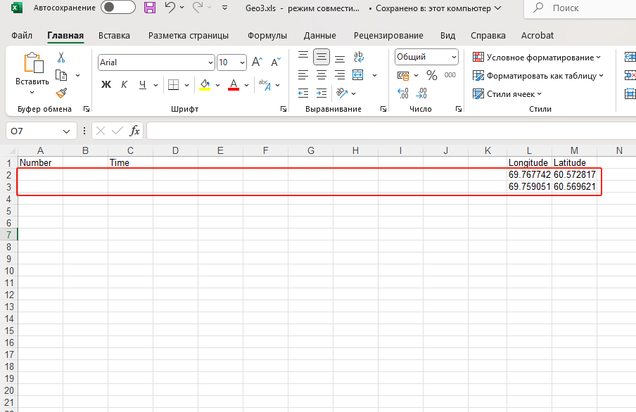 Автосохранение Geo3.xls - режим совмести... • Сохранено в: этот компьютер Поиск
Файл Главная Вставка Разметка страницы Формулы Данные Рецензирование Вид Справка Acrobat
Вставить Arial 10 Общий Условное форматирование
Ж К Ч % 000 Форматировать как таблицу
Стили ячеек
Буфер обмена Шрифт Выравнивание Число Стили
O7 fx
A B C D E F G H I J K L M N
1 Number Time Longitude Latitude
2 69.767742 60.572817
3 69.759051 60.569621
4
5
6
7
8
9
10
11
12
13
14
15
16
17
18
19
20
21